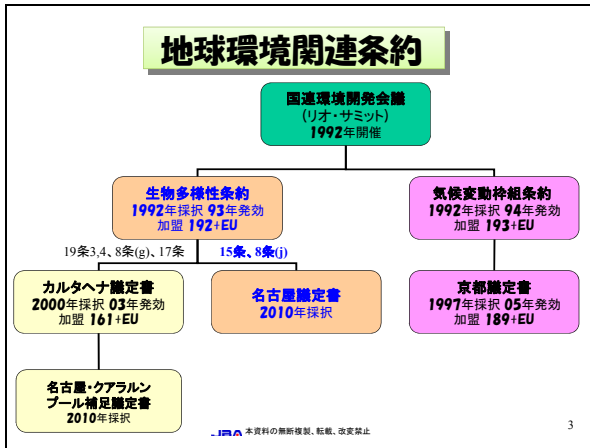 地球環境関連条約
国連環境開発会議
(リオ・サミット)
1992年開催
生物多様性条約
1992年採択 93年発効
加盟 192+EU
気候変動枠組条約
1992年採択 94年発効
加盟 193+EU
19条3,4、8条(g)、17条
15条、8条(j)
カルタヘナ議定書
2000年採択 03年発効
加盟 161+EU
名古屋議定書
2010年採択
京都議定書
1997年採択 05年発効
加盟 189+EU
名古屋・クアラルン
プール補足議定書
2010年採択
本資料の無断複製、転載、改変禁止
3